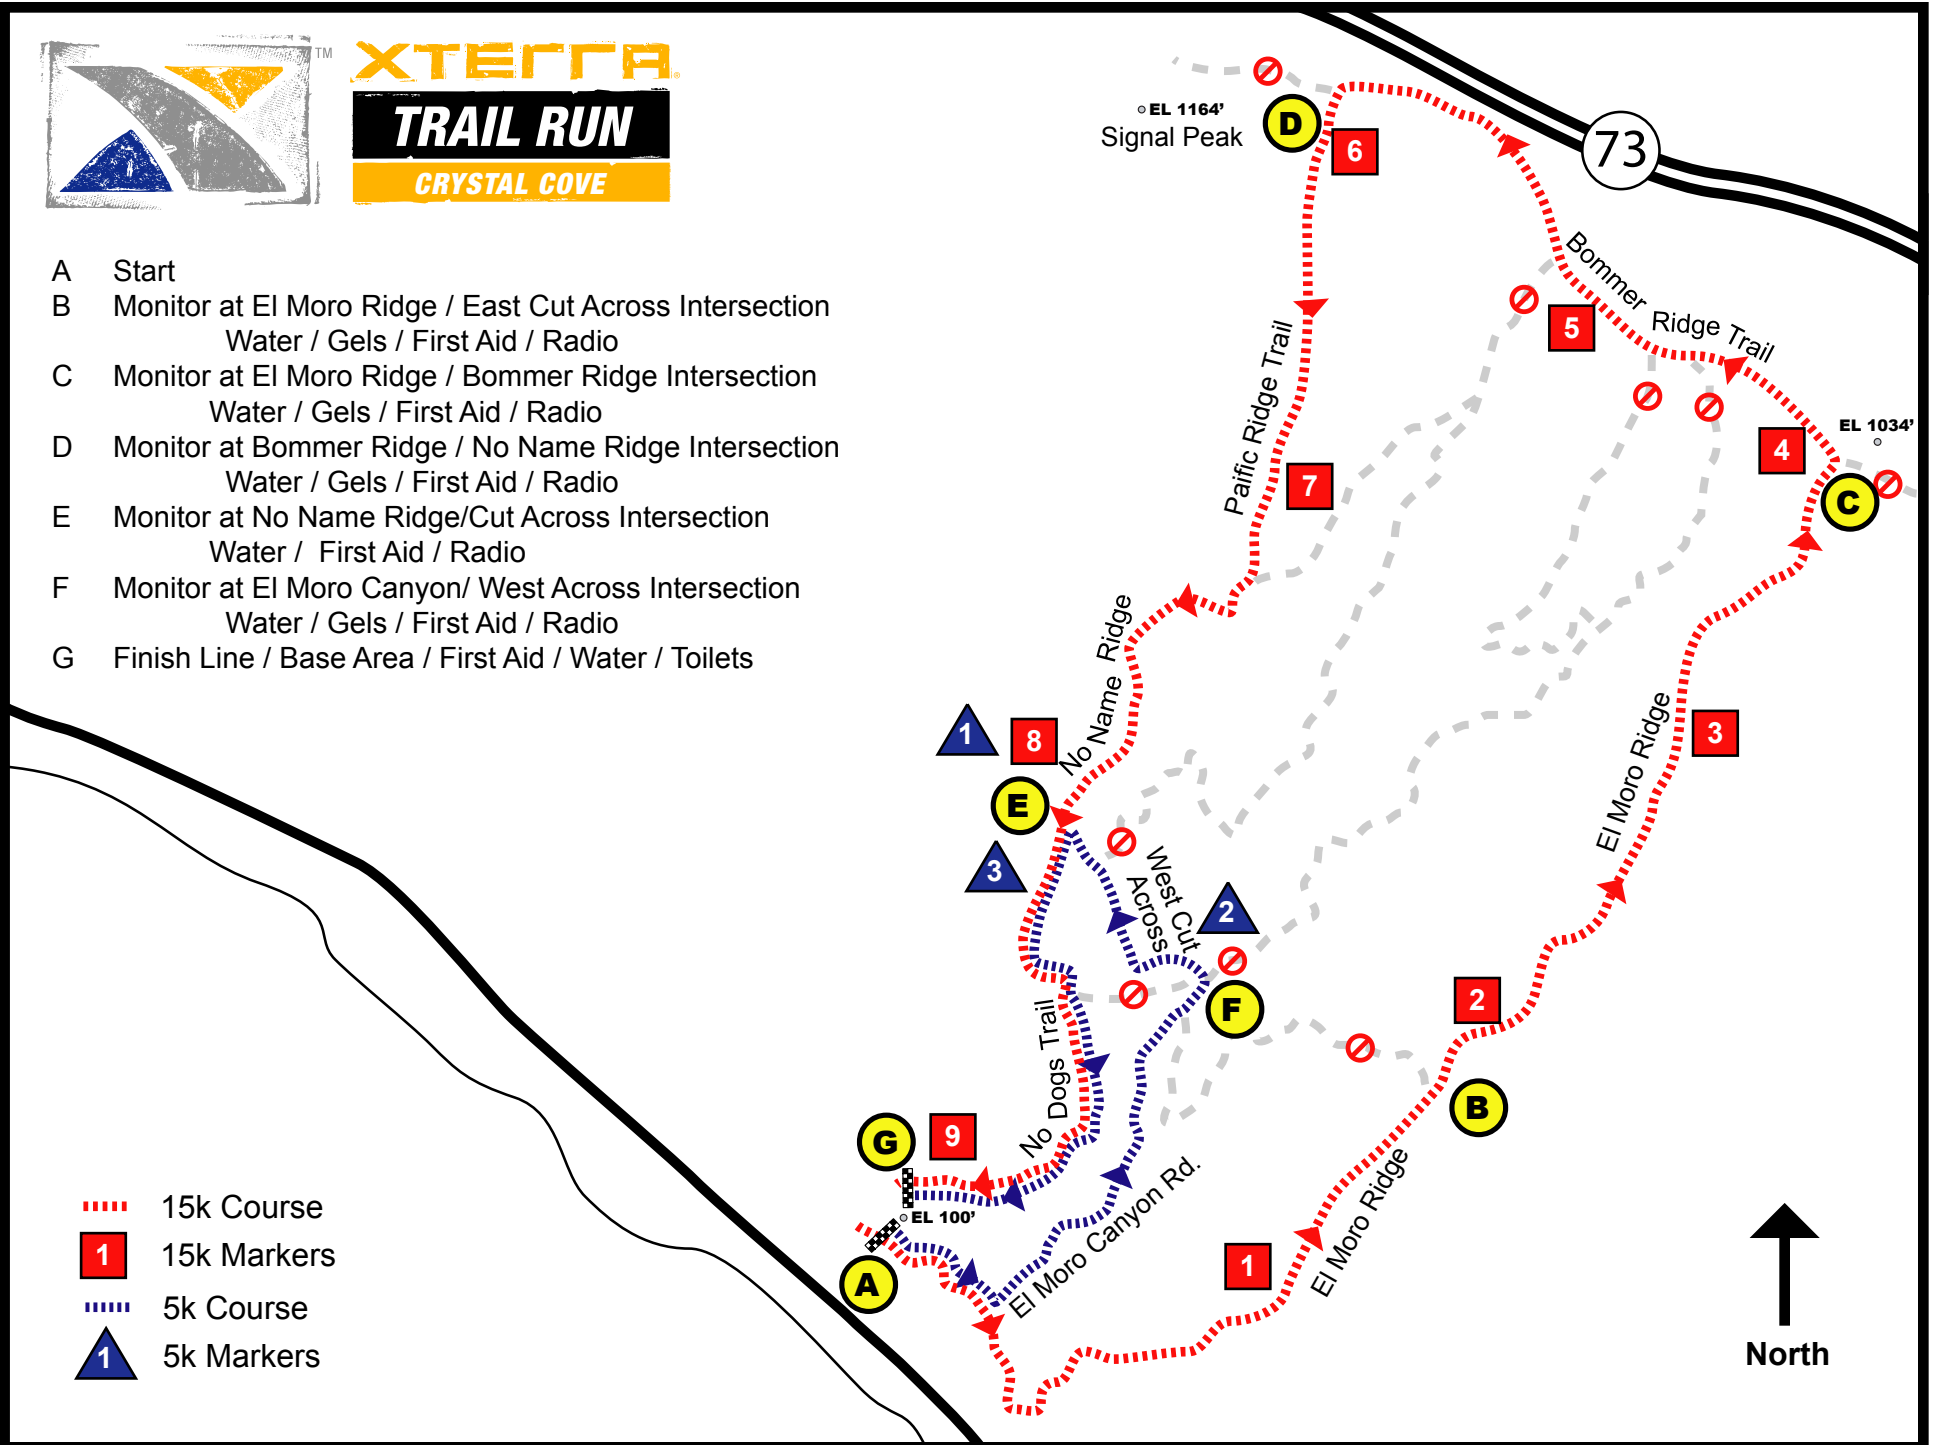 TM
XTERRA
TRAIL RUN
CRYSTAL COVE
A Start
B Monitor at El Moro Ridge / East Cut Across Intersection
Water / Gels / First Aid / Radio
C Monitor at El Moro Ridge / Bommer Ridge Intersection
Water / Gels / First Aid / Radio
D Monitor at Bommer Ridge / No Name Ridge Intersection
Water / Gels / First Aid / Radio
E Monitor at No Name Ridge/Cut Across Intersection
Water / First Aid / Radio
F Monitor at El Moro Canyon/ West Across Intersection
Water / Gels / First Aid / Radio
G Finish Line / Base Area / First Aid / Water / Toilets
EL 1164'
Signal Peak
D
6
73
Bommer Ridge Trail
5
4
EL 1034'
C
Paific Ridge Trail
7
No Name Ridge
El Moro Ridge
3
1
8
E
3
West Cut
Across
2
F
2
B
No Dogs Trail
G
9
EL 100'
A
El Moro Canyon Rd.
1
El Moro Ridge
15k Course
1 15k Markers
5k Course
1 5k Markers
North